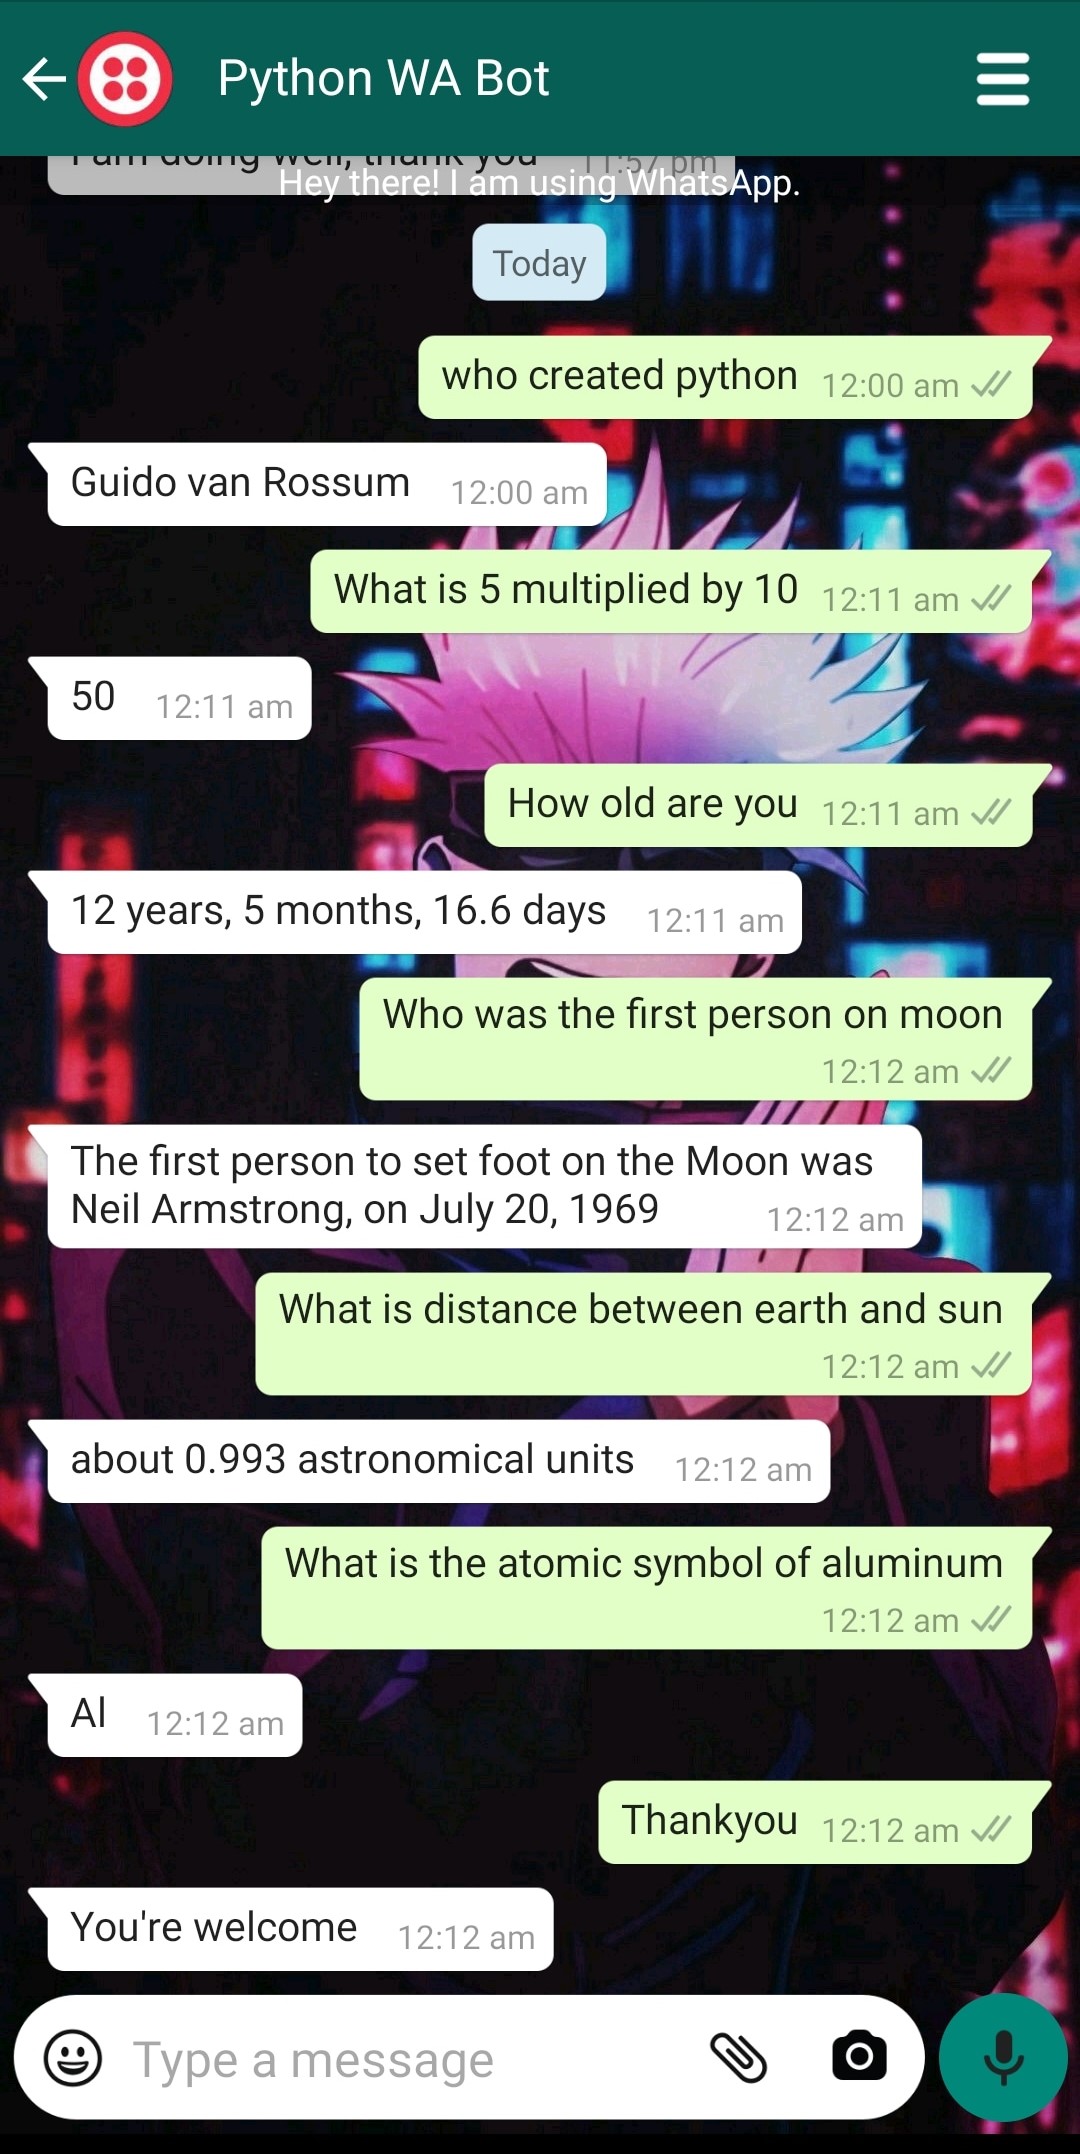 Python WA Bot
I am doing well, thank you 11:57 pm
Hey there! I am using WhatsApp.
Today
who created python 12:00 am
Guido van Rossum 12:00 am
What is 5 multiplied by 10 12:11 am
50 12:11 am
How old are you 12:11 am
12 years, 5 months, 16.6 days 12:11 am
Who was the first person on moon
12:12 am
The first person to set foot on the Moon was
Neil Armstrong, on July 20, 1969 12:12 am
What is distance between earth and sun
12:12 am
about 0.993 astronomical units 12:12 am
What is the atomic symbol of aluminum
12:12 am
Al 12:12 am
Thankyou 12:12 am
You're welcome 12:12 am
Type a message